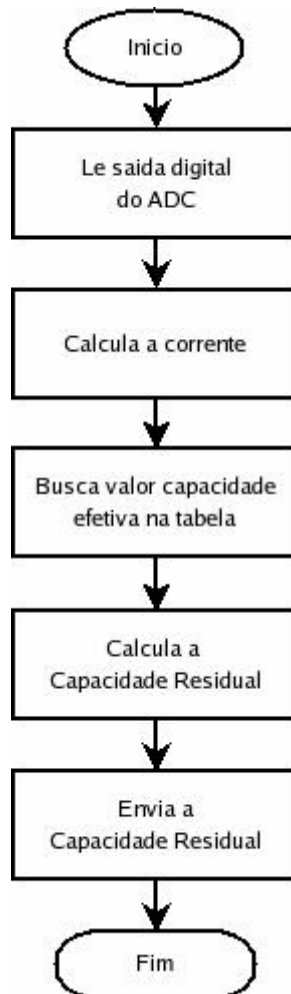 Inicio
Le saida digital
do ADC
Calcula a corrente
Busca valor capacidade
efetiva na tabela
Calcula a
Capacidade Residual
Envia a
Capacidade Residual
Fim